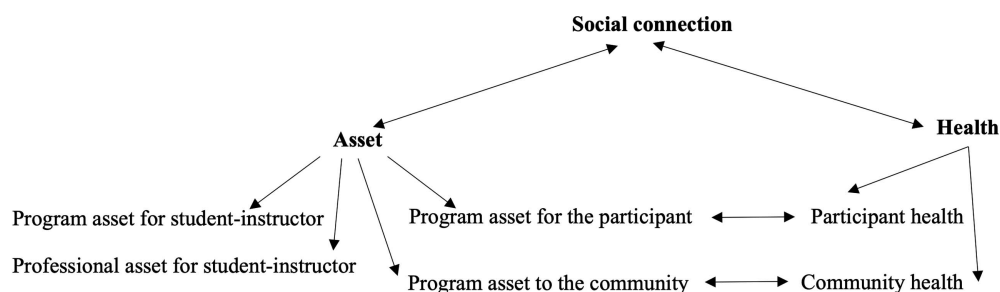 Social connection
Health
Asset
Program asset for student-instructor
Program asset for the participant
Participant health
Professional asset for student-instructor
Program asset to the community
Community health